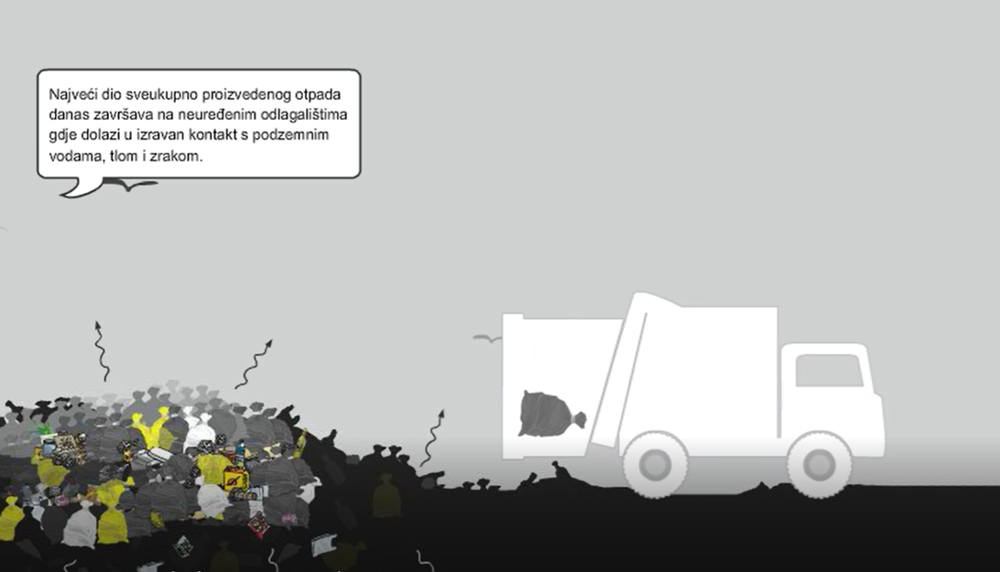 Najveći dio sveukupno proizvedenog otpada
danas završava na neuređenim odlagalištima
gdje dolazi u izravan kontakt s podzemnim
vodama, tlom i zrakom.